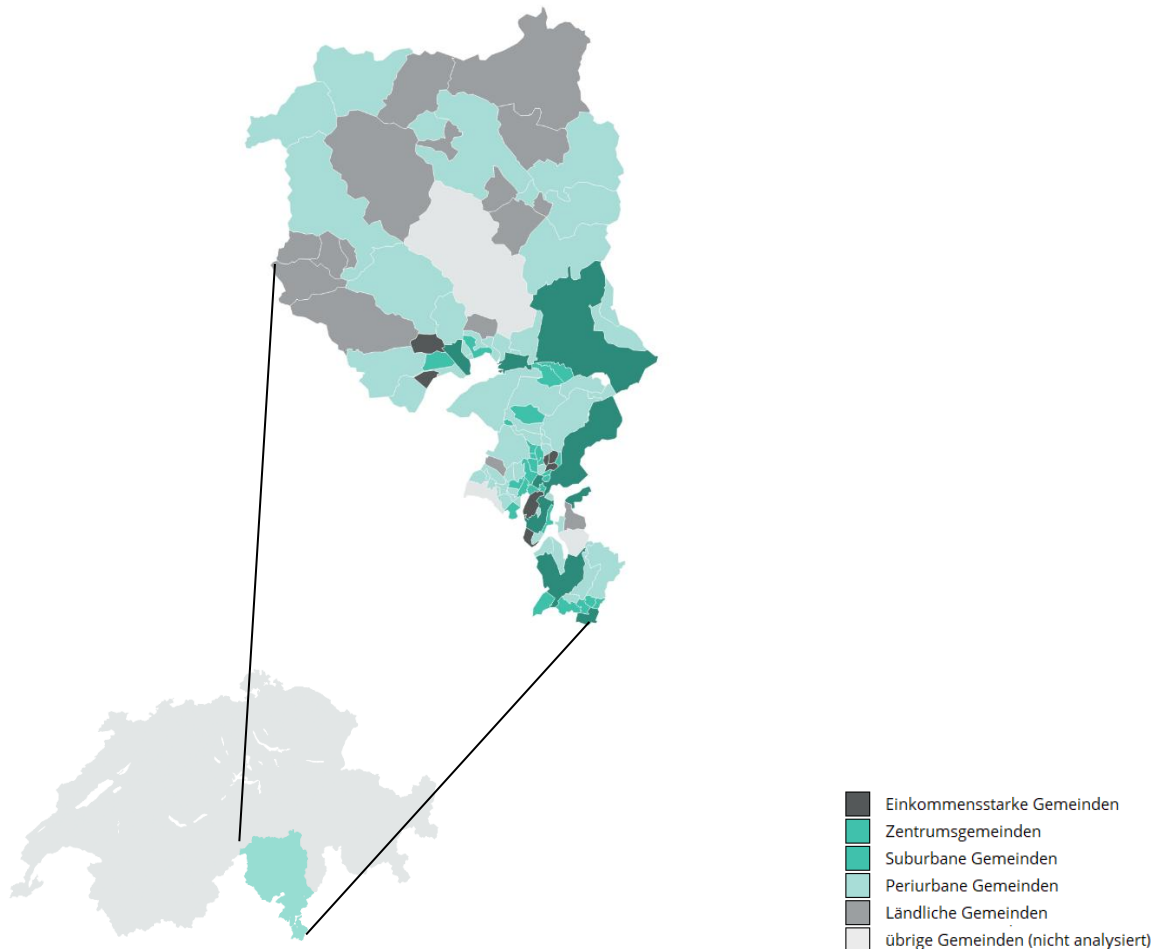 Einkommensstarke Gemeinden
Zentrumsgemeinden
Suburbane Gemeinden
Periurbane Gemeinden
Ländliche Gemeinden
übrige Gemeinden (nicht analysiert)